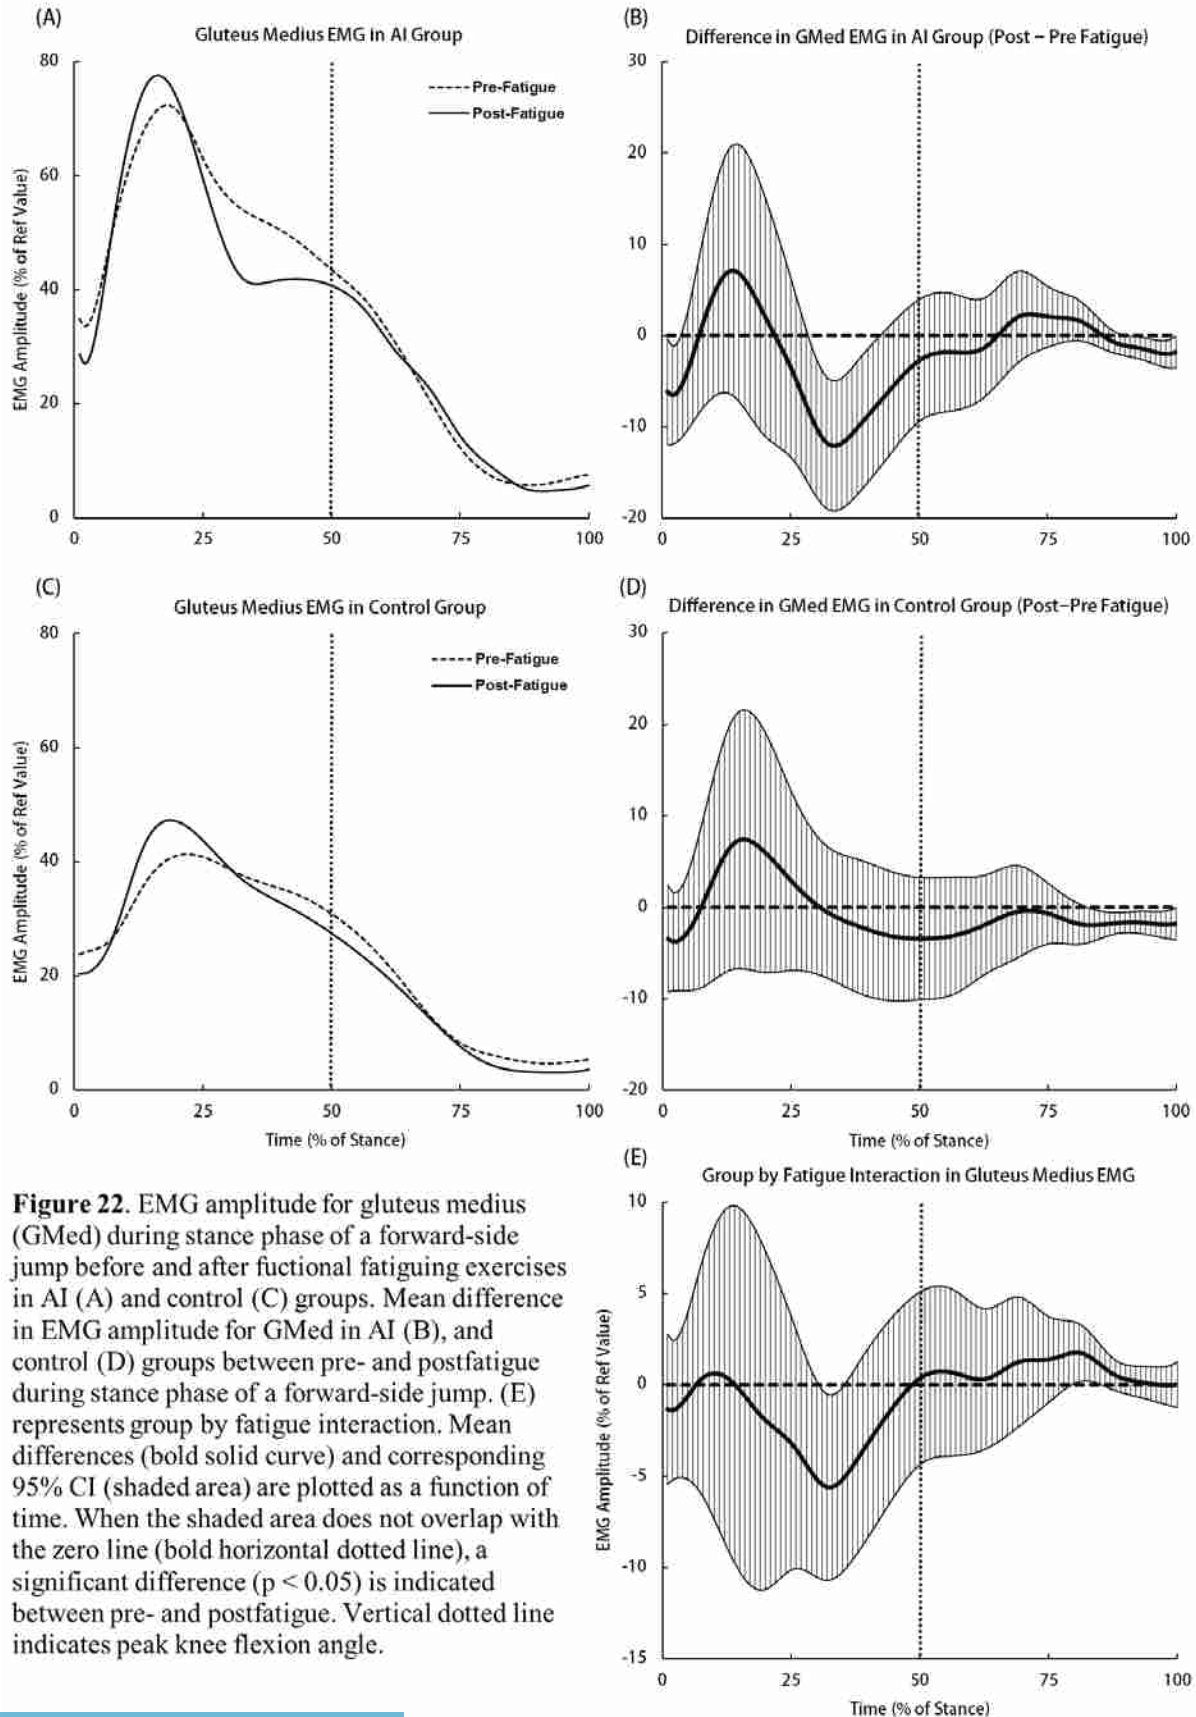 (A)
Gluteus Medius EMG in AI Group
80
60
40
20
0
EMG Amplitude (% of Ref Value)
Pre-Fatigue
Post-Fatigue
0 25 50 75 100
(B)
Difference in GMed EMG in AI Group (Post – Pre Fatigue)
30
20
10
0
-10
-20
0 25 50 75 100
(C)
Gluteus Medius EMG in Control Group
80
60
40
20
0
EMG Amplitude (% of Ref Value)
Pre-Fatigue
Post-Fatigue
0 25 50 75 100
Time (% of Stance)
(D)
Difference in GMed EMG in Control Group (Post–Pre Fatigue)
30
20
10
0
-10
-20
0 25 50 75 100
Time (% of Stance)
(E)
Group by Fatigue Interaction in Gluteus Medius EMG
10
5
0
-5
-10
-15
EMG Amplitude (% of Ref Value)
0 25 50 75 100
Time (% of Stance)
Figure 22. EMG amplitude for gluteus medius
(GMed) during stance phase of a forward-side
jump before and after fuctional fatiguing exercises
in AI (A) and control (C) groups. Mean difference
in EMG amplitude for GMed in AI (B), and
control (D) groups between pre- and postfatigue
during stance phase of a forward-side jump. (E)
represents group by fatigue interaction. Mean
differences (bold solid curve) and corresponding
95% CI (shaded area) are plotted as a function of
time. When the shaded area does not overlap with
the zero line (bold horizontal dotted line), a
significant difference (p < 0.05) is indicated
between pre- and postfatigue. Vertical dotted line
indicates peak knee flexion angle.